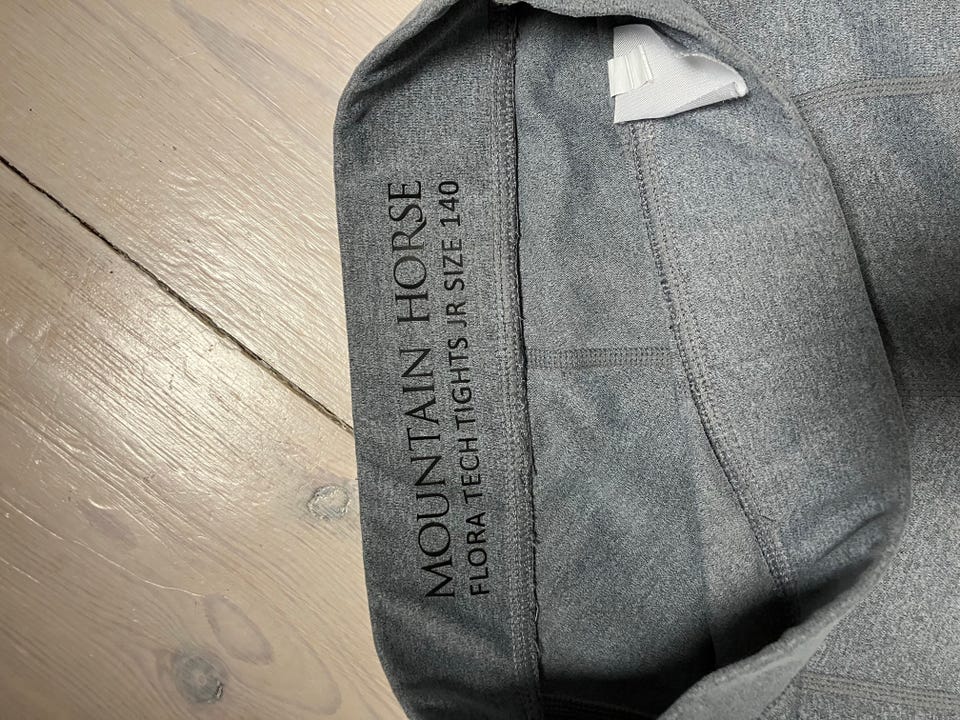 MOUNTAIN HORSE
FLORA TECH TIGHTS JR SIZE 140